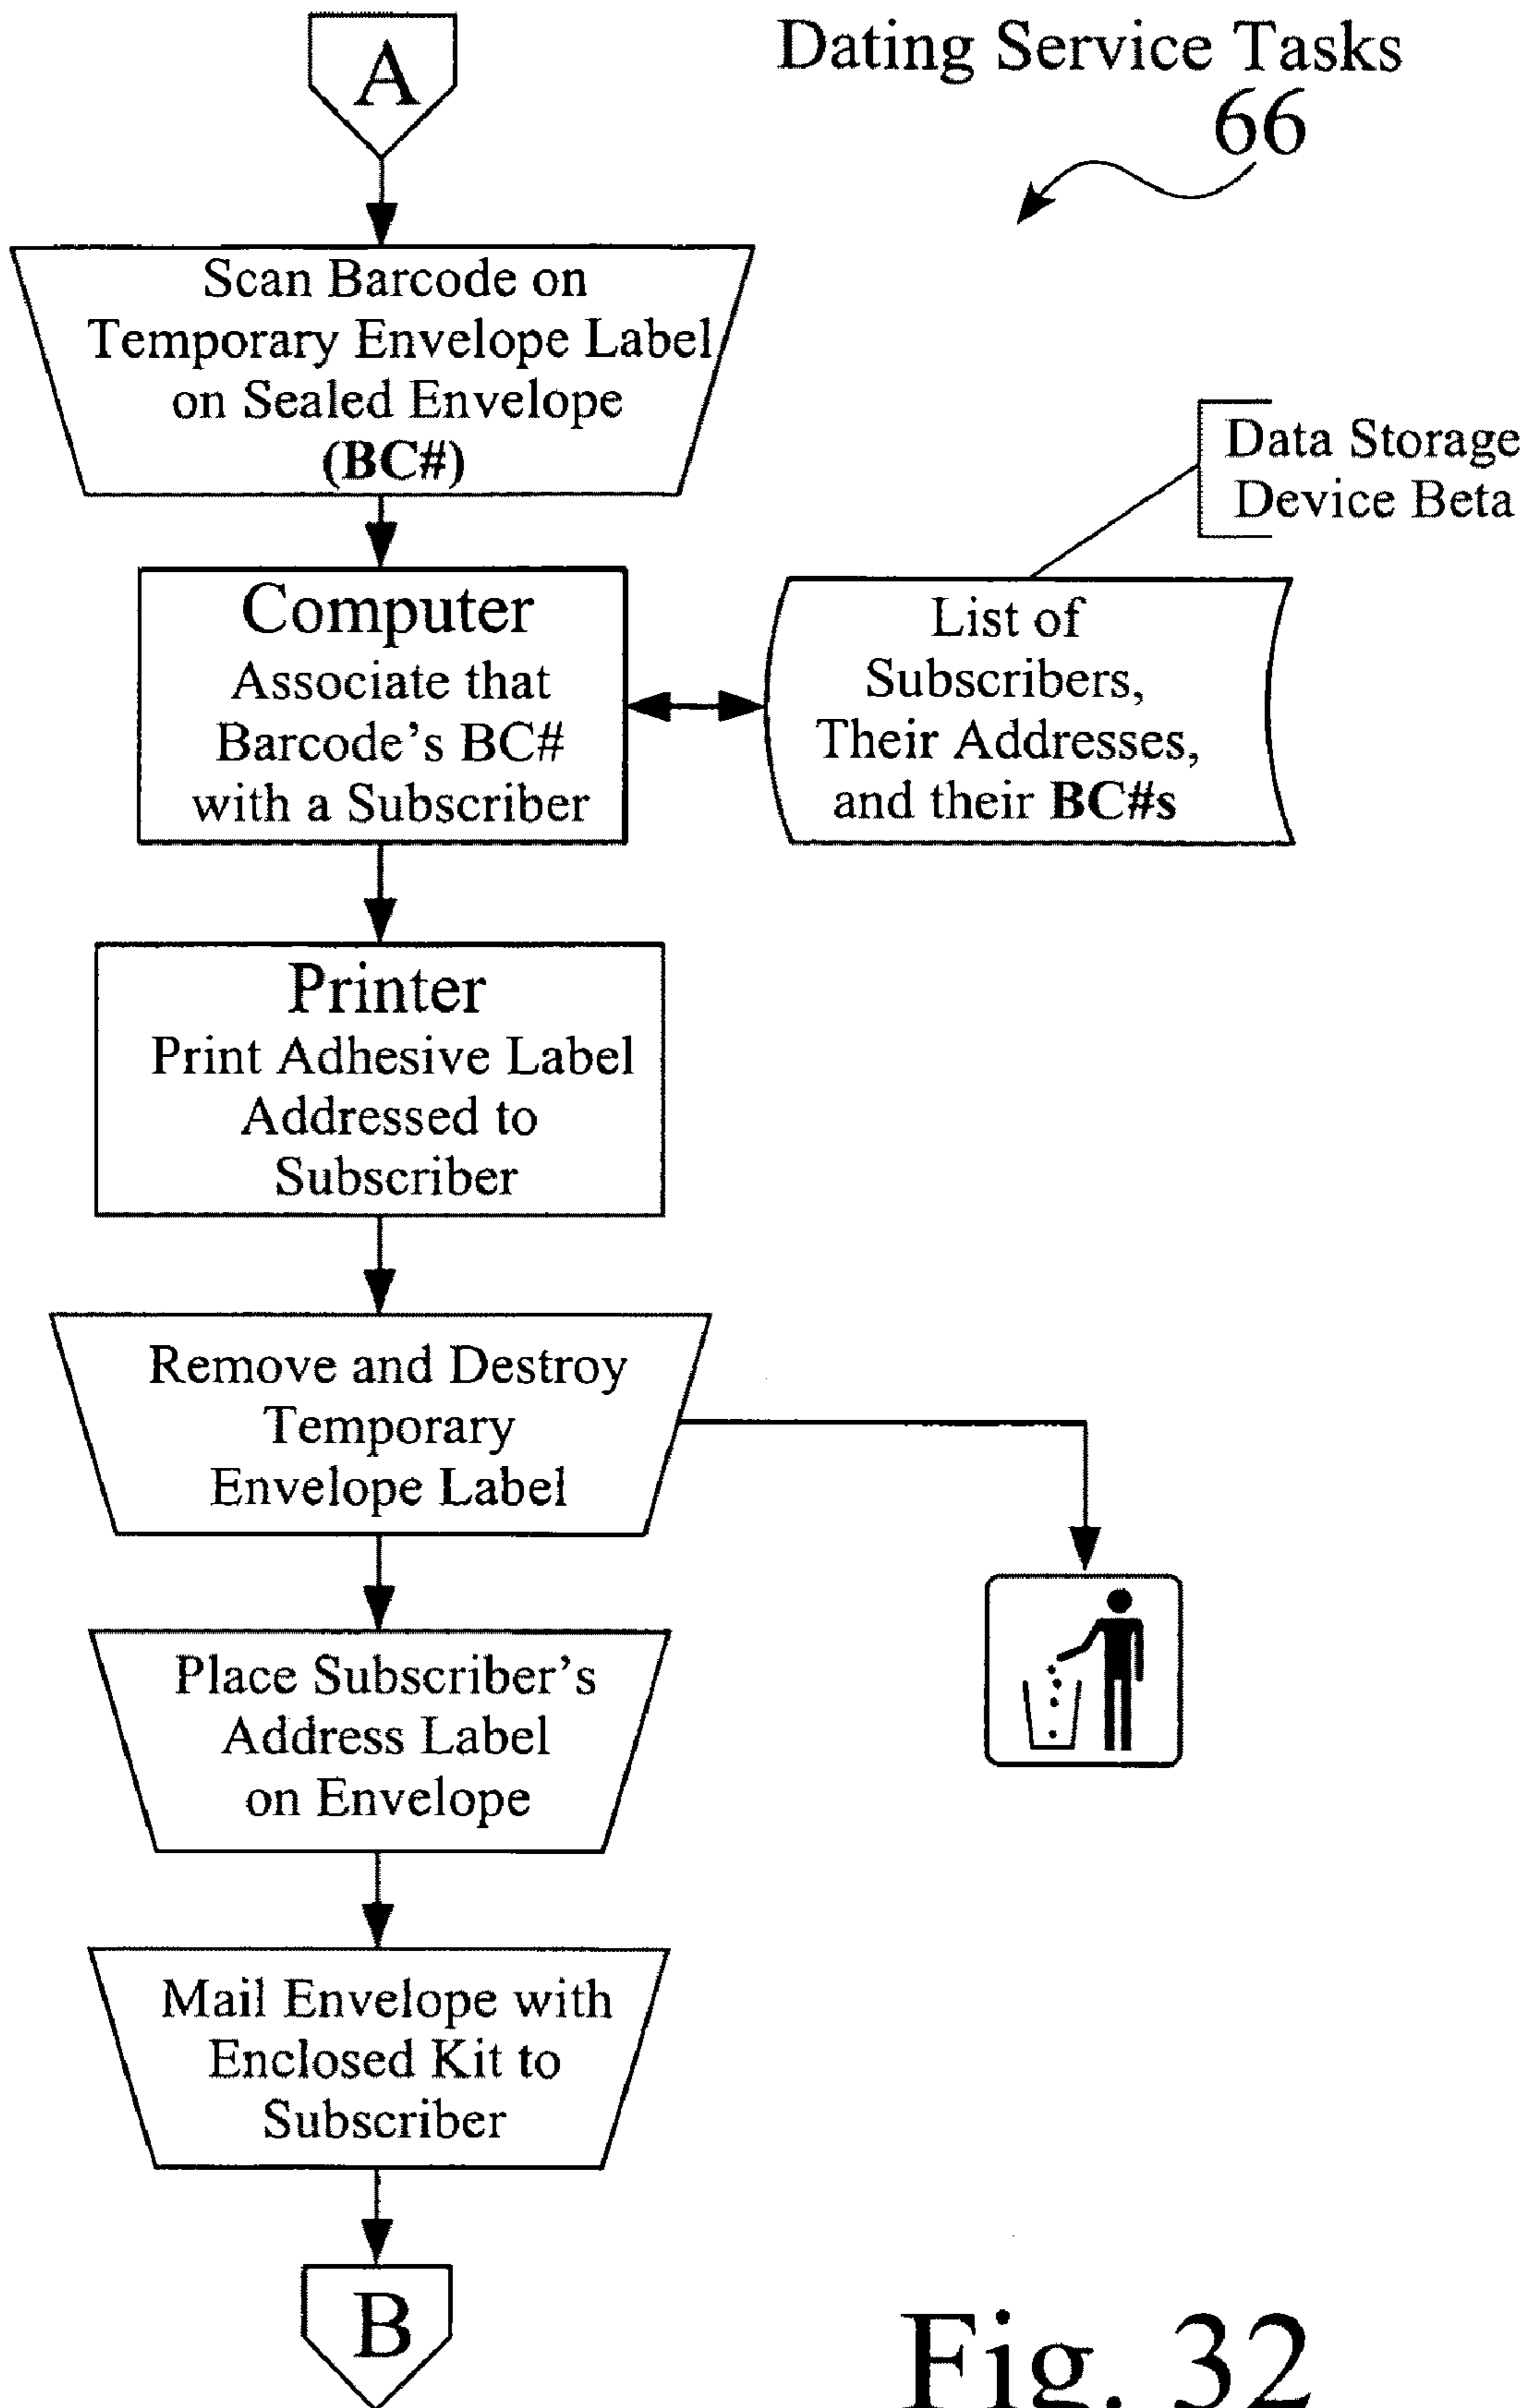 A
Dating Service Tasks
66
Scan Barcode on
Temporary Envelope Label
on Sealed Envelope
(BC#)
Data Storage
Device Beta
Computer
Associate that
Barcode's BC#
with a Subscriber
List of
Subscribers,
Their Addresses,
and their BC#s
Printer
Print Adhesive Label
Addressed to
Subscriber
Remove and Destroy
Temporary
Envelope Label
Place Subscriber's
Address Label
on Envelope
Mail Envelope with
Enclosed Kit to
Subscriber
B
Fig. 32